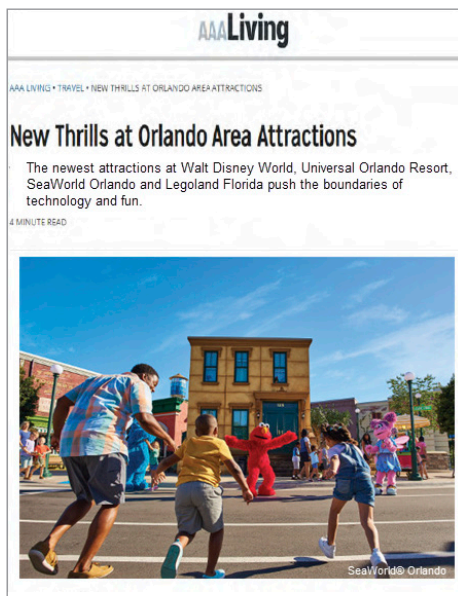 AAALiving
AAA LIVING • TRAVEL • NEW THRILLS AT ORLANDO AREA ATTRACTIONS
New Thrills at Orlando Area Attractions
The newest attractions at Walt Disney World, Universal Orlando Resort,
SeaWorld Orlando and Legoland Florida push the boundaries of
technology and fun.
4 MINUTE READ
SeaWorld® Orlando